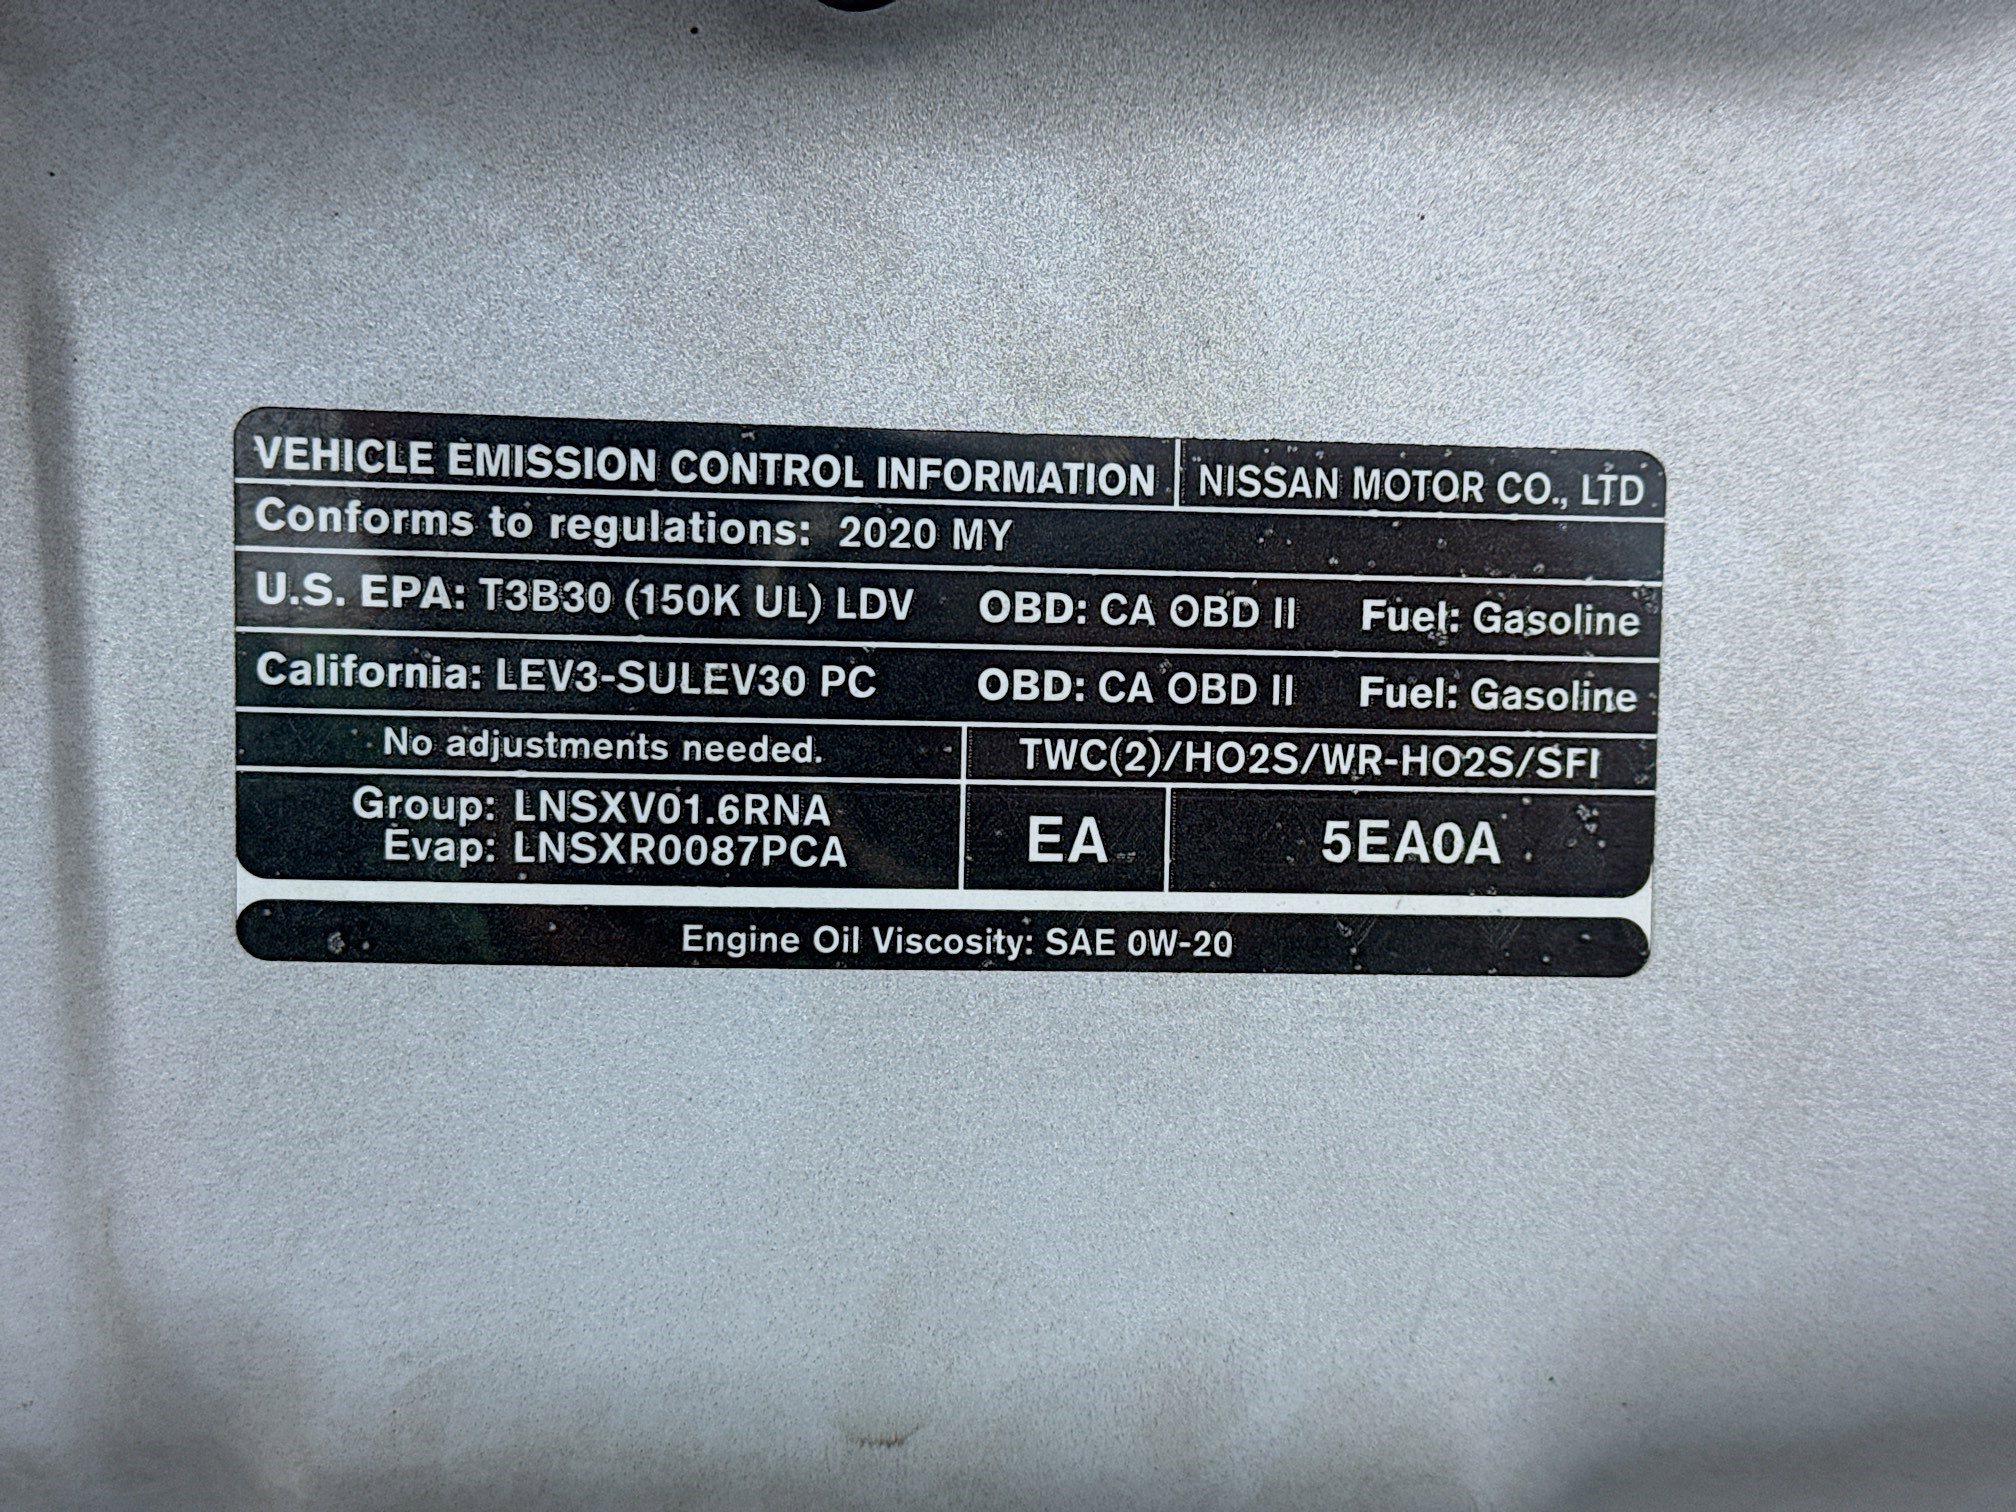 VEHICLE EMISSION CONTROL INFORMATION NISSAN MOTOR CO., LTD
Conforms to regulations: 2020 MY
U.S. EPA: T3B30 (150K UL) LDV OBD: CA OBD II Fuel: Gasoline
California: LEV3-SULEV30 PC OBD: CA OBD II Fuel: Gasoline
No adjustments needed. TWC(2)/HO2S/WR-HO2S/SFI
Group: LNSXV01.6RNA
Evap: LNSXR0087PCA
EA 5EA0A
Engine Oil Viscosity: SAE 0W-20